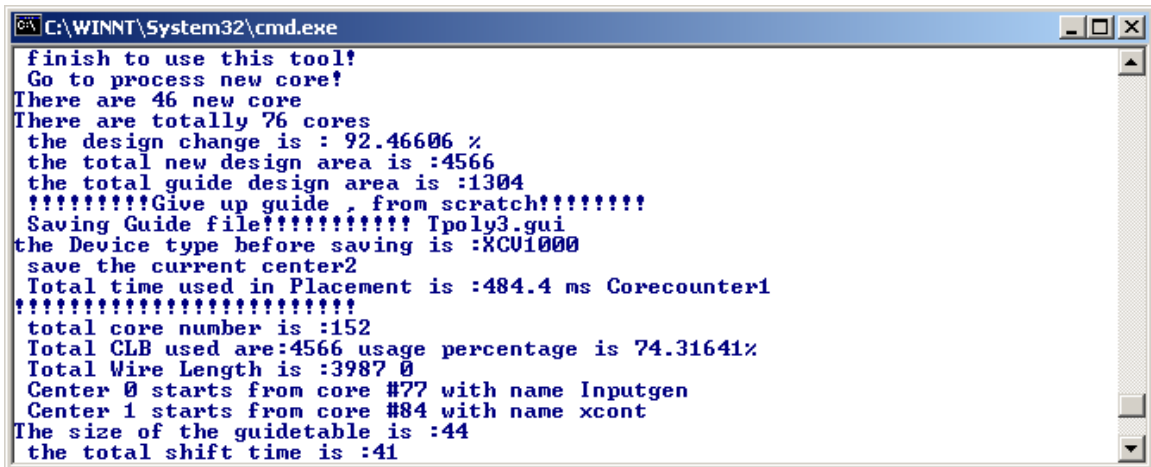 C:\WINNT\System32\cmd.exe
finish to use this tool!
Go to process new core!
There are 46 new core
There are totally 76 cores
the design change is : 92.46606 %
the total new design area is :4566
the total guide design area is :1304
!!!!!!!!!Give up guide , from scratch!!!!!!!!
Saving Guide file!!!!!!!!!!! Tpoly3.gui
the Device type before saving is :XCV1000
save the current center2
Total time used in Placement is :484.4 ms Corecounter1
!!!!!!!!!!!!!!!!!!!!!!!!!
total core number is :152
Total CLB used are:4566 usage percentage is 74.31641%
Total Wire Length is :3987 0
Center 0 starts from core #77 with name Inputgen
Center 1 starts from core #84 with name xcont
The size of the guidetable is :44
the total shift time is :41